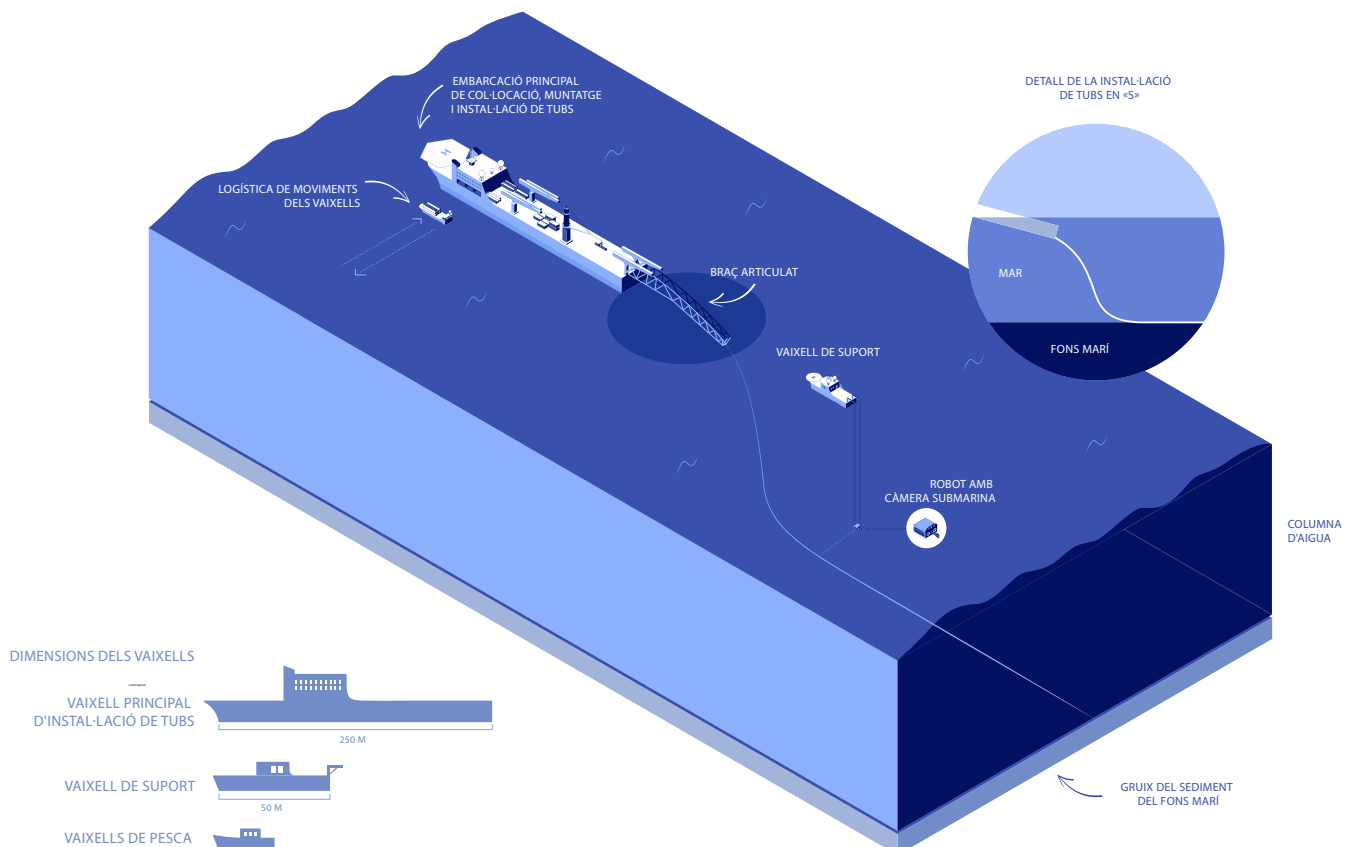 EMBARCACIÓ PRINCIPAL
DE COL·LOCACIÓ, MUNTATGE
I INSTAL·LACIÓ DE TUBS
DETALL DE LA INSTAL·LACIÓ
DE TUBS EN «S»
LOGÍSTICA DE MOVIMENTS
DELS VAIXELLS
H
BRAÇ ARTICULAT
MAR
FONS MARÍ
VAIXELL DE SUPORT
ROBOT AMB
CÀMERA SUBMARINA
COLUMNA
D'AIGUA
DIMENSIONS DELS VAIXELLS
VAIXELL PRINCIPAL
D'INSTAL·LACIÓ DE TUBS
250 M
VAIXELL DE SUPORT
50 M
VAIXELLS DE PESCA
GRUIX DEL SEDIMENT
DEL FONS MARÍ